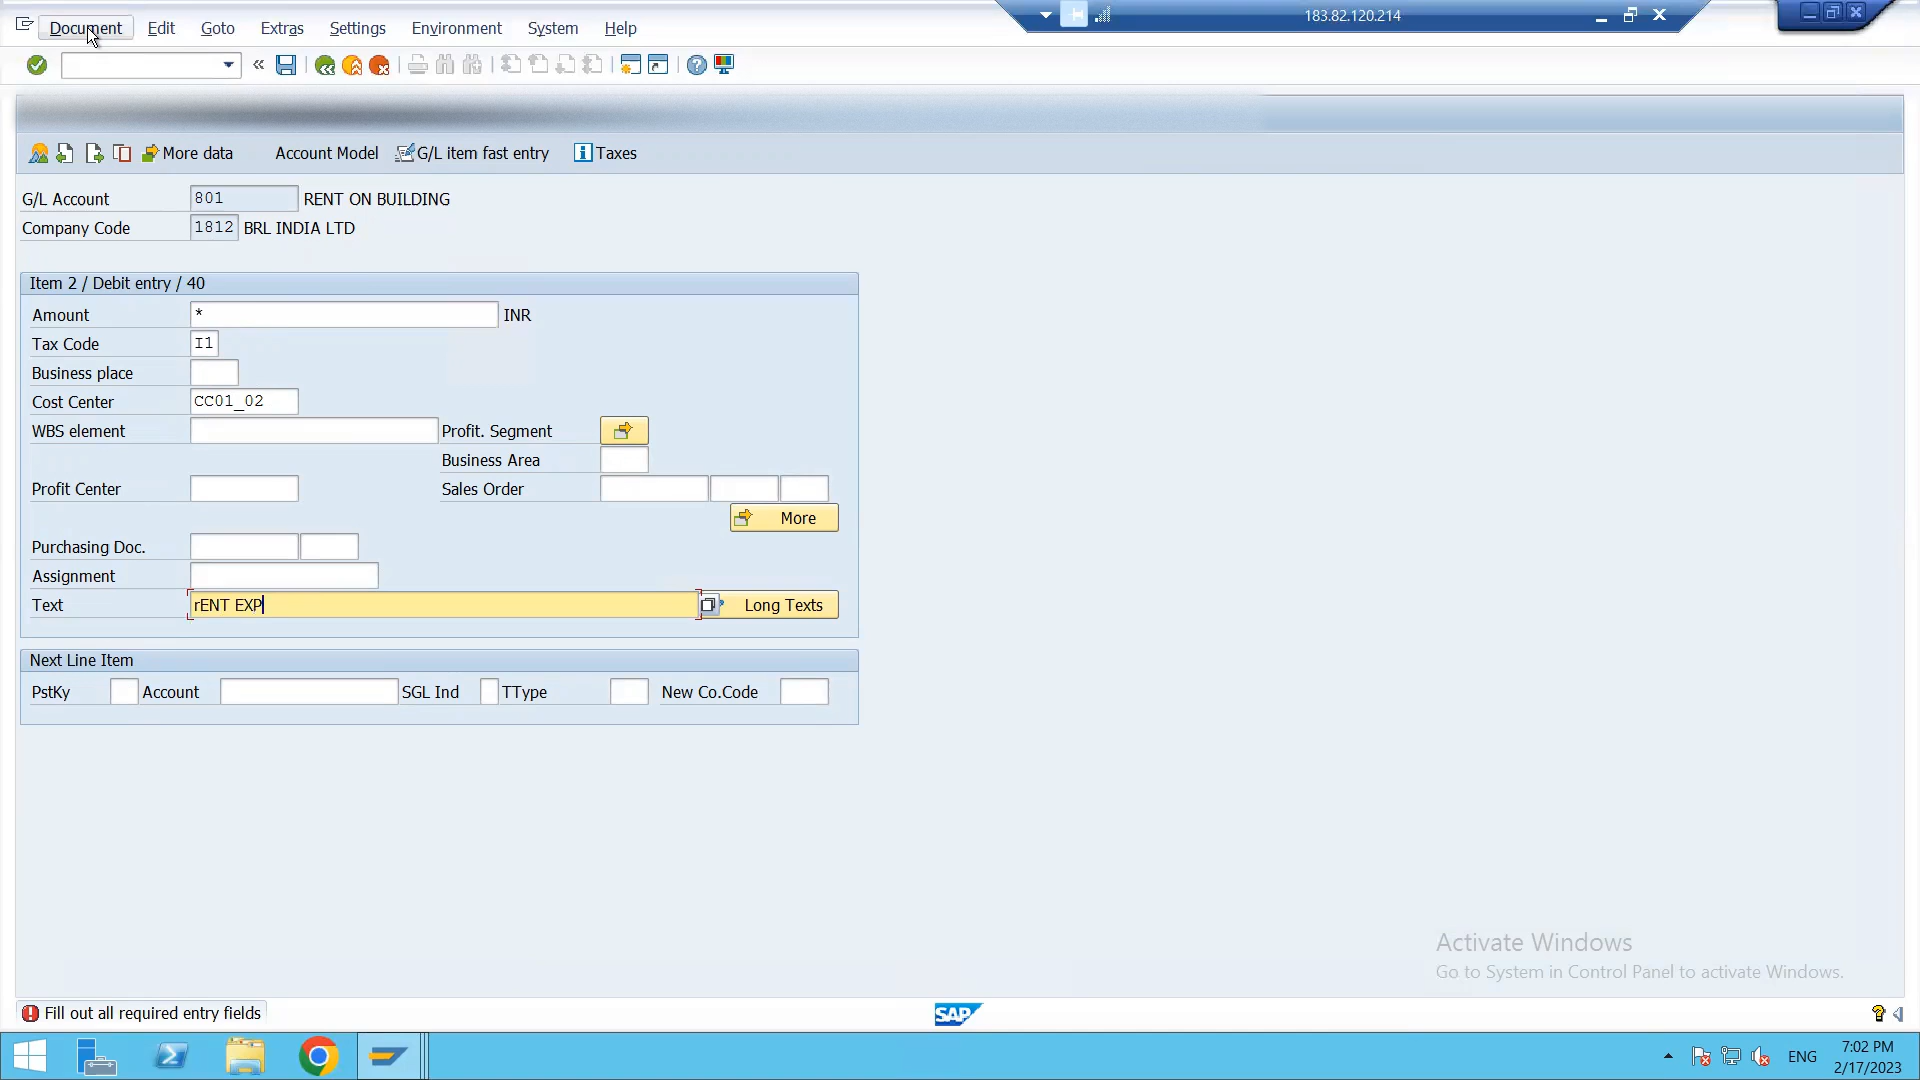 Document Edit Goto Extras Settings Environment System Help
183.82.120.214
More data Account Model G/L item fast entry Taxes
G/L Account 801 RENT ON BUILDING
Company Code 1812 BRL INDIA LTD
Item 2 / Debit entry / 40
Amount * INR
Tax Code I1
Business place
Cost Center CC01_02
WBS element Profit. Segment
Business Area
Profit Center Sales Order
More
Purchasing Doc.
Assignment
Text rENT EXP Long Texts
Next Line Item
PstKy Account SGL Ind TType New Co.Code
Activate Windows
Go to System in Control Panel to activate Windows.
Fill out all required entry fields
SAP
ENG
7:02 PM
2/17/2023